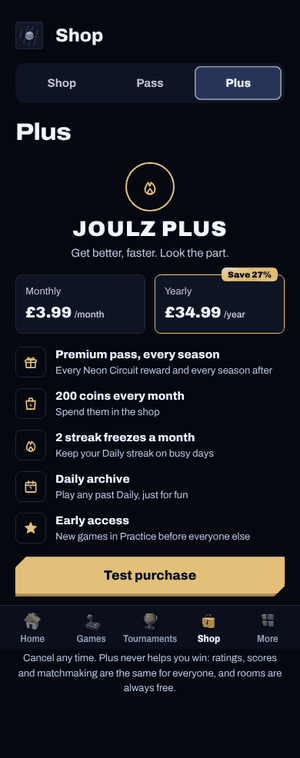 Shop
Shop
Pass
Plus
Plus
JOULZ PLUS
Get better, faster. Look the part.
Save 27%
Monthly
£3.99 /month
Yearly
£34.99 /year
Premium pass, every season
Every Neon Circuit reward and every season after
200 coins every month
Spend them in the shop
2 streak freezes a month
Keep your Daily streak on busy days
Daily archive
Play any past Daily, just for fun
Early access
New games in Practice before everyone else
Test purchase
Home
Games
Tournaments
Shop
More
Cancel any time. Plus never helps you win: ratings, scores
and matchmaking are the same for everyone, and rooms are
always free.